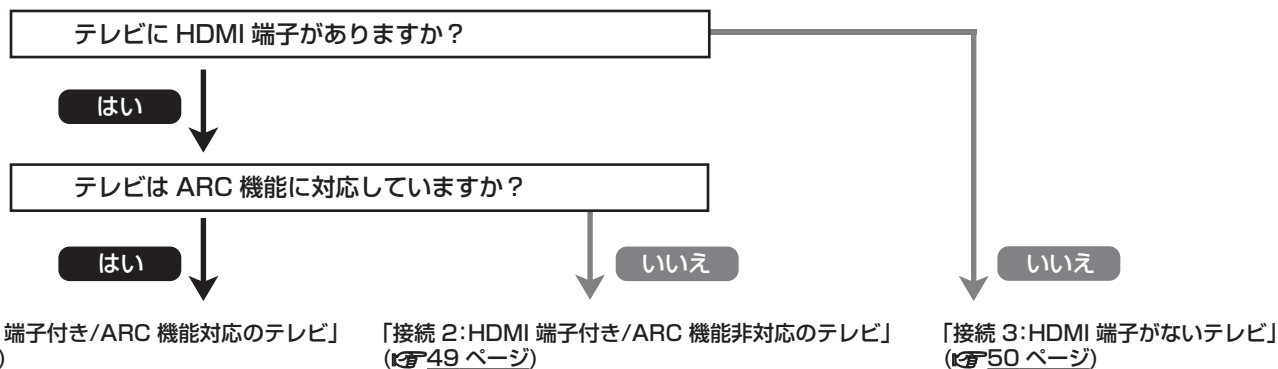 テレビに HDMI 端子がありますか？
はい
テレビは ARC 機能に対応していますか？
はい
いいえ
いいえ
端子付き/ARC 機能対応のテレビ」
)
「接続 2：HDMI 端子付き/ARC 機能非対応のテレビ」
(☞49 ページ)
「接続 3：HDMI 端子がないテレビ」
(☞50 ページ)